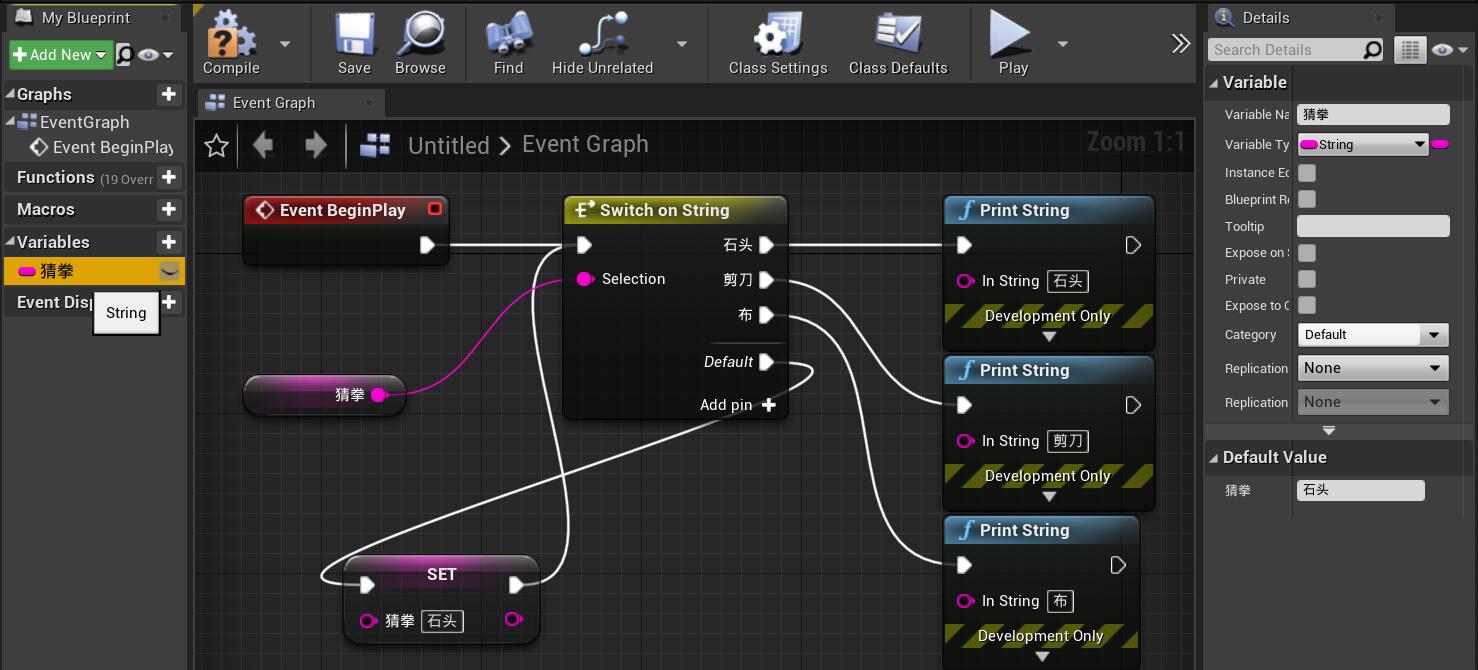 My Blueprint
Add New
Graphs
EventGraph
Event BeginPlay
Functions (19 Overr
Macros
Variables
猜拳
Event Disp
String
Compile
Save
Browse
Find
Hide Unrelated
Class Settings
Class Defaults
Play
Event Graph
Untitled > Event Graph
Zoom 1:1
Event BeginPlay
猜拳
Switch on String
石头
Selection
剪刀
布
Default
Add pin
SET
猜拳 石头
Print String
In String 石头
Development Only
Print String
In String 剪刀
Development Only
Print String
In String 布
Development Only
Details
Search Details
Variable
Variable Na 猜拳
Variable Ty String
Instance Ed
Blueprint Re
Tooltip
Expose on S
Private
Expose to C
Category Default
Replication None
Replication None
Default Value
猜拳 石头